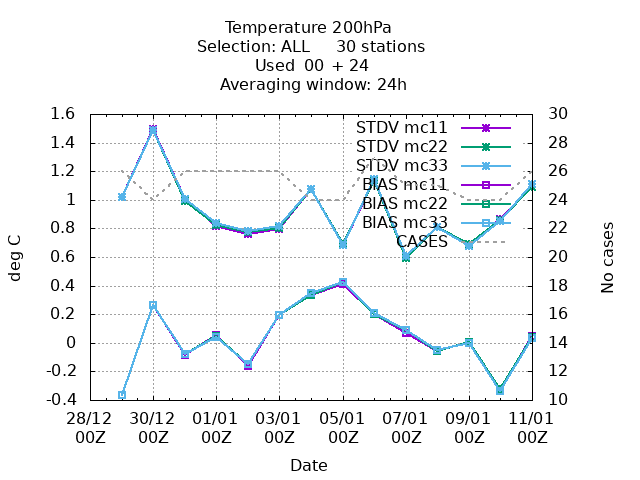 Temperature 200hPa
Selection: ALL 30 stations
Used 00 + 24
Averaging window: 24h
1.6
1.4
1.2
1
0.8
0.6
0.4
0.2
0
-0.2
-0.4
30
28
26
24
22
20
18
16
14
12
10
STDV mc11
STDV mc22
STDV mc33
BIAS mc11
BIAS mc22
BIAS mc33
CASES
deg C
No cases
28/12 30/12 01/01 03/01 05/01 07/01 09/01 11/01
00Z 00Z 00Z 00Z 00Z 00Z 00Z 00Z
Date